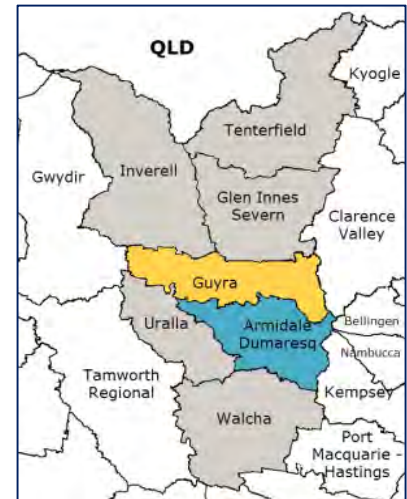 QLD
Kyogle
Tenterfield
Inverell
Gwydir
Glen Innes
Severn
Clarence
Valley
Guyra
Uralla
Armidale
Dumaresq
Bellingen
Nambucca
Tamworth
Regional
Kempsey
Walcha
Port
Macquarie -
Hastings